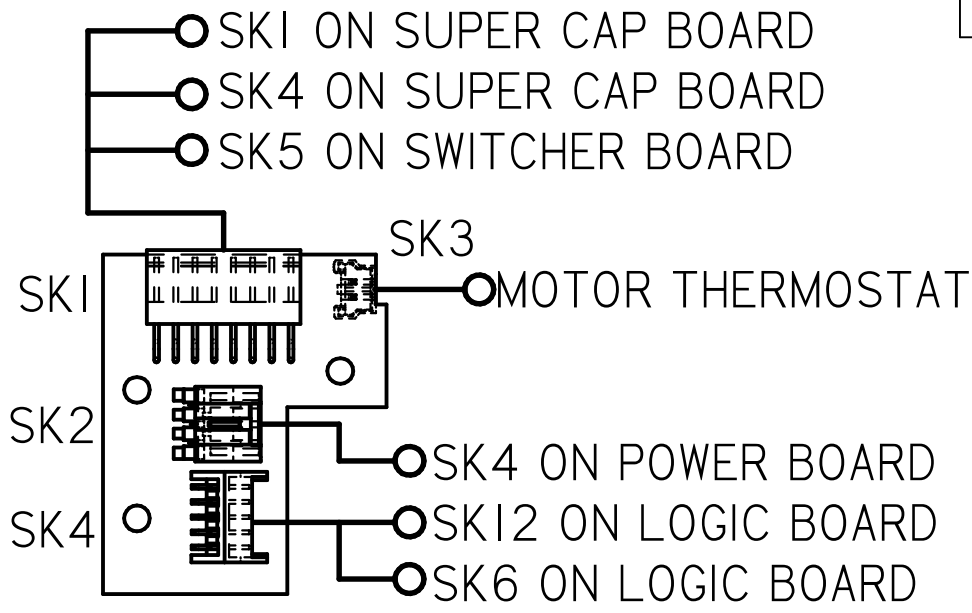 SK1 ON SUPER CAP BOARD
SK4 ON SUPER CAP BOARD
SK5 ON SWITCHER BOARD
SK3
SK1
MOTOR THERMOSTAT
SK2
SK4 ON POWER BOARD
SK4
SK12 ON LOGIC BOARD
SK6 ON LOGIC BOARD